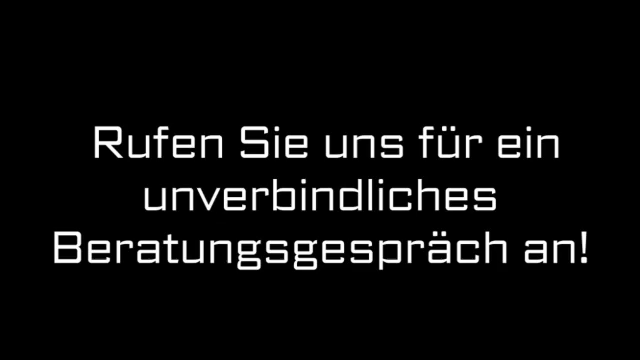 Rufen Sie uns für ein
unverbindliches
Beratungsgespräch an!